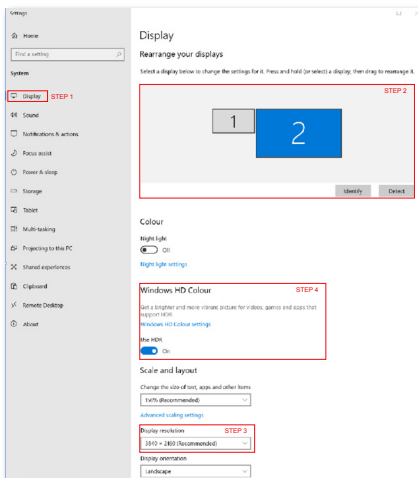 Settings
Home
Find a setting
System
Display STEP 1
Sound
Notifications & actions
Focus assist
Power & sleep
Storage
Tablet
Multi-tasking
Projecting to this PC
Shared experiences
Clipboard
Remote Desktop
About
Display
Rearrange your displays
Select a display below to change the settings for it. Press and hold (or select) a display, then drag to rearrange it.
STEP 2
1
2
Identify Detect
Colour
Night light
Off
Night light settings
Windows HD Colour STEP 4
Get a brighter and more vibrant picture for videos, games and apps that
support HDR.
Windows HD Colour settings
Use HDR
On
Scale and layout
Change the size of text, apps and other items
150% (Recommended)
Advanced scaling settings
Display resolution STEP 3
3840 × 2160 (Recommended)
Display orientation
Landscape